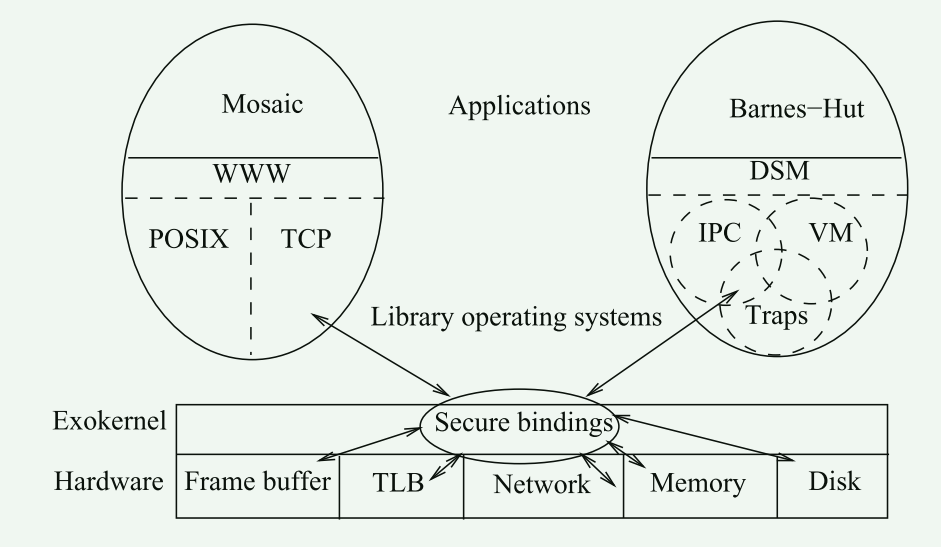 Mosaic
Applications
Barnes−Hut
WWW
DSM
POSIX
TCP
IPC
VM
Library operating systems
Traps
Exokernel
Secure bindings
Hardware
Frame buffer
TLB
Network
Memory
Disk